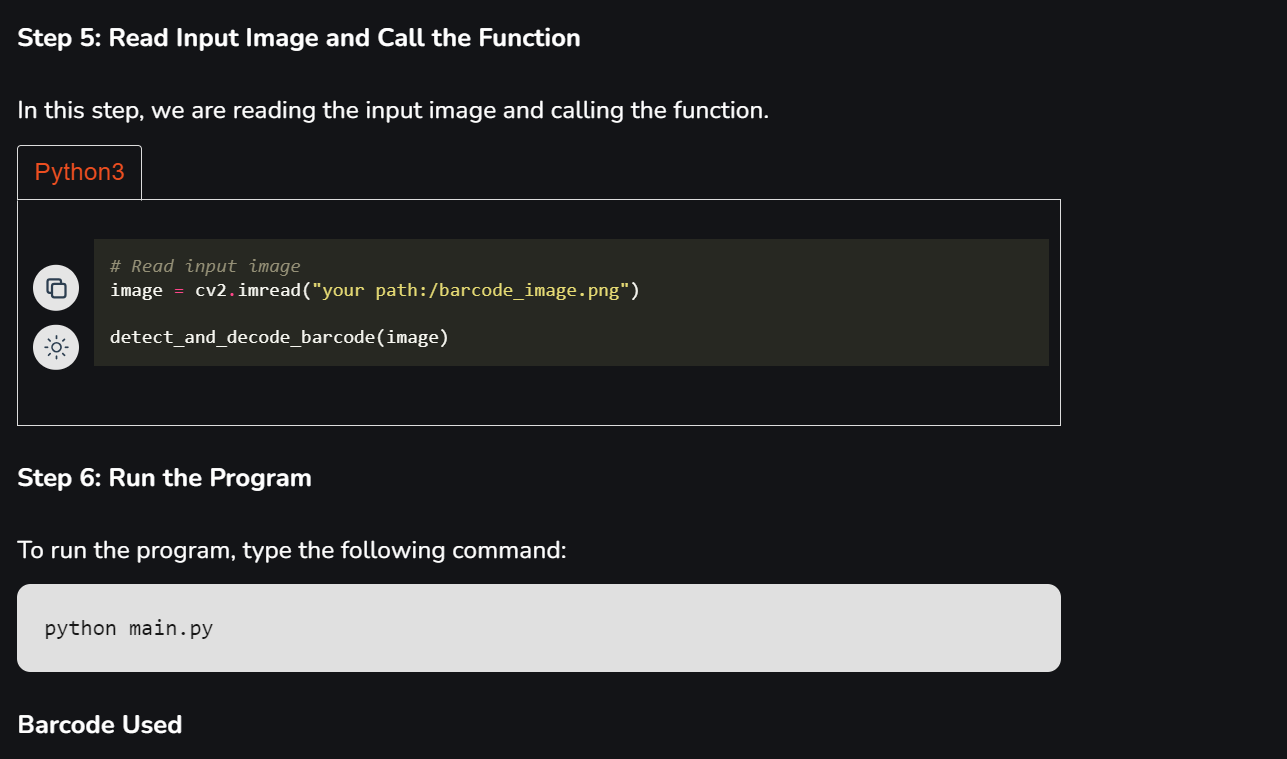 Step 5: Read Input Image and Call the Function
In this step, we are reading the input image and calling the function.
Python3
# Read input image
image = cv2.imread("your path:/barcode_image.png")
detect_and_decode_barcode(image)
Step 6: Run the Program
To run the program, type the following command:
python main.py
Barcode Used